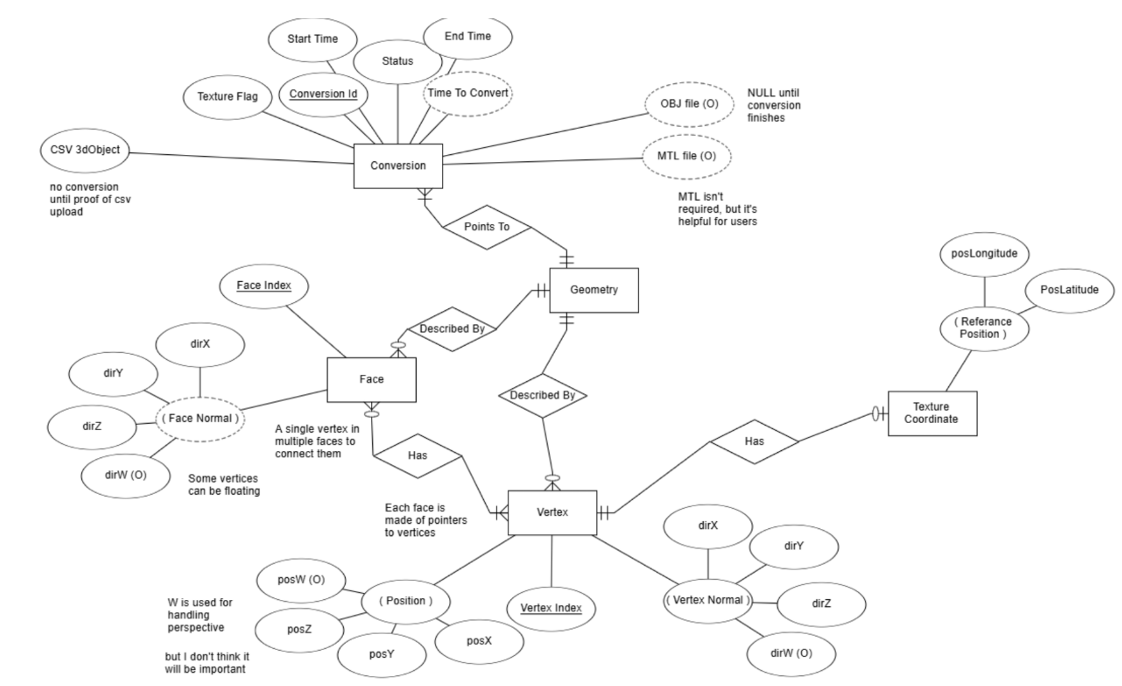 Start Time
End Time
Status
Texture Flag
Conversion Id
Time To Convert
OBJ file (O)
NULL until
conversion
finishes
CSV 3dObject
Conversion
MTL file (O)
no conversion
until proof of csv
upload
MTL isn't
required, but it's
helpful for users
Points To
posLongitude
Face Index
Geometry
PosLatitude
Described By
( Referance
Position )
dirX
dirY
Face
Described By
Texture
Coordinate
( Face Normal )
dirZ
A single vertex in
multiple faces to
connect them
Has
Has
dirW (O)
Some vertices
can be floating
Each face is
made of pointers
to vertices
Vertex
dirX
dirY
posW (O)
( Position )
Vertex Index
( Vertex Normal )
dirZ
W is used for
handling
perspective
posZ
posX
posY
dirW (O)
but I don't think it
will be important